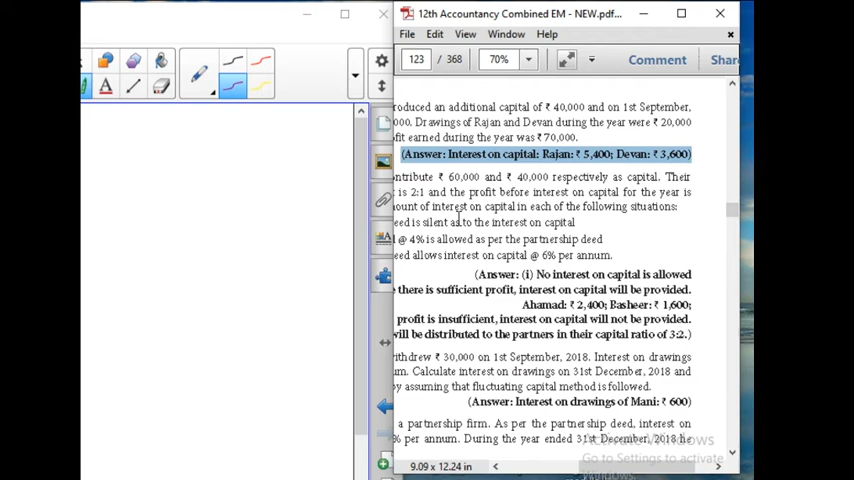 12th Accountancy Combined EM - NEW.pdf...
File Edit View Window Help
123 / 368 70% Comment Share
roduced an additional capital of ₹ 40,000 and on 1st September,
000. Drawings of Rajan and Devan during the year were ₹ 20,000
fit earned during the year was ₹ 70,000.
(Answer: Interest on capital: Rajan: ₹ 5,400; Devan: ₹ 3,600)
ontribute ₹ 60,000 and ₹ 40,000 respectively as capital. Their
is 2:1 and the profit before interest on capital for the year is
mount of interest on capital in each of the following situations:
eed is silent as to the interest on capital
l @ 4% is allowed as per the partnership deed
eed allows interest on capital @ 6% per annum.
(Answer: (i) No interest on capital is allowed
there is sufficient profit, interest on capital will be provided.
Ahamad: ₹ 2,400; Basheer: ₹ 1,600;
profit is insufficient, interest on capital will not be provided.
will be distributed to the partners in their capital ratio of 3:2.)
ithdrew ₹ 30,000 on 1st September, 2018. Interest on drawings
um. Calculate interest on drawings on 31st December, 2018 and
by assuming that fluctuating capital method is followed.
(Answer: Interest on drawings of Mani: ₹ 600)
a partnership firm. As per the partnership deed, interest on
% per annum. During the year ended 31st December, 2018 he
Activate Windows
Go to Settings to activate
Windows.
9.09 x 12.24 in